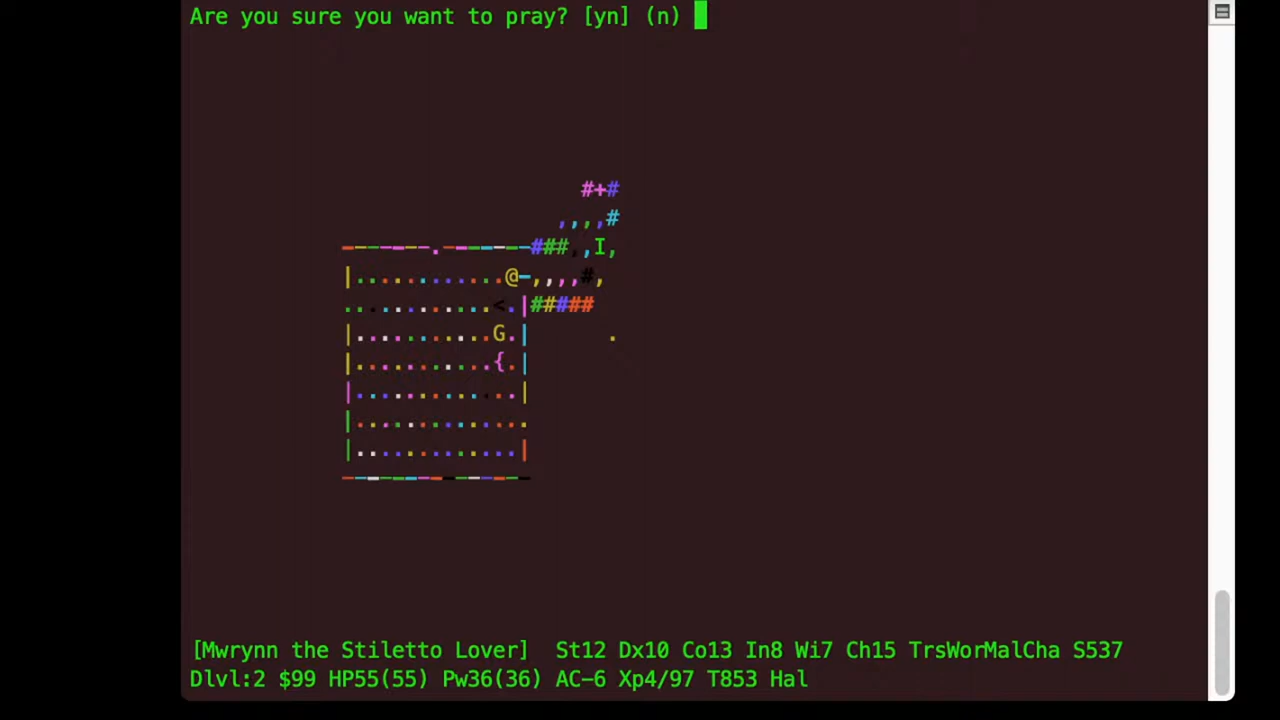 Are you sure you want to pray? [yn] (n)
#+#
,,,,#
-----.------###.,,I,
|...........@-,,,,#,
...........<.|#####
|...........G.| .
|...........{.|
|.............|
|..............
|.............|
---------------
[Mwrynn the Stiletto Lover] St12 Dx10 Co13 In8 Wi7 Ch15 TrsWorMalCha S537
Dlvl:2 $99 HP55(55) Pw36(36) AC-6 Xp4/97 T853 Hal